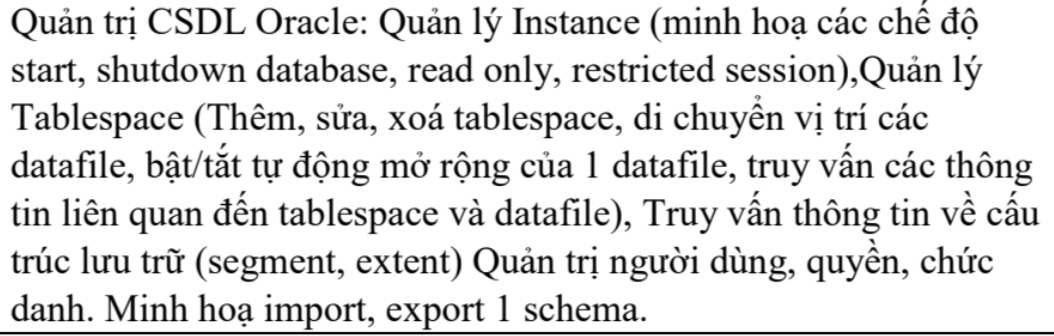 Quản trị CSDL Oracle: Quản lý Instance (minh hoạ các chế độ
start, shutdown database, read only, restricted session),Quản lý
Tablespace (Thêm, sửa, xoá tablespace, di chuyển vị trí các
datafile, bật/tắt tự động mở rộng của 1 datafile, truy vấn các thông
tin liên quan đến tablespace và datafile), Truy vấn thông tin về cấu
trúc lưu trữ (segment, extent) Quản trị người dùng, quyền, chức
danh. Minh hoạ import, export 1 schema.